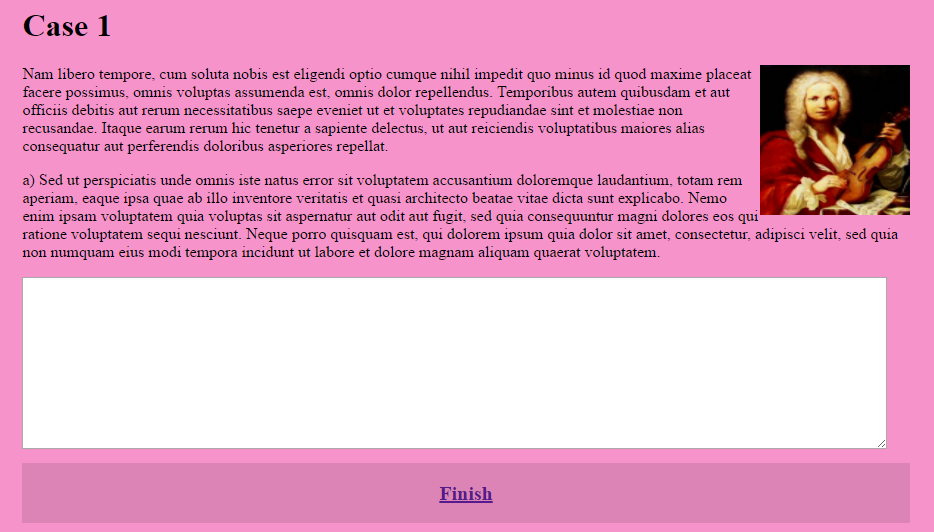 Case 1
Nam libero tempore, cum soluta nobis est eligendi optio cumque nihil impedit quo minus id quod maxime placeat
facere possimus, omnis voluptas assumenda est, omnis dolor repellendus. Temporibus autem quibusdam et aut
officiis debitis aut rerum necessitatibus saepe eveniet ut et voluptates repudiandae sint et molestiae non
recusandae. Itaque earum rerum hic tenetur a sapiente delectus, ut aut reiciendis voluptatibus maiores alias
consequatur aut perferendis doloribus asperiores repellat.
a) Sed ut perspiciatis unde omnis iste natus error sit voluptatem accusantium doloremque laudantium, totam rem
aperiam, eaque ipsa quae ab illo inventore veritatis et quasi architecto beatae vitae dicta sunt explicabo. Nemo
enim ipsam voluptatem quia voluptas sit aspernatur aut odit aut fugit, sed quia consequuntur magni dolores eos qui
ratione voluptatem sequi nesciunt. Neque porro quisquam est, qui dolorem ipsum quia dolor sit amet, consectetur, adipisci velit, sed quia
non numquam eius modi tempora incidunt ut labore et dolore magnam aliquam quaerat voluptatem.
Finish